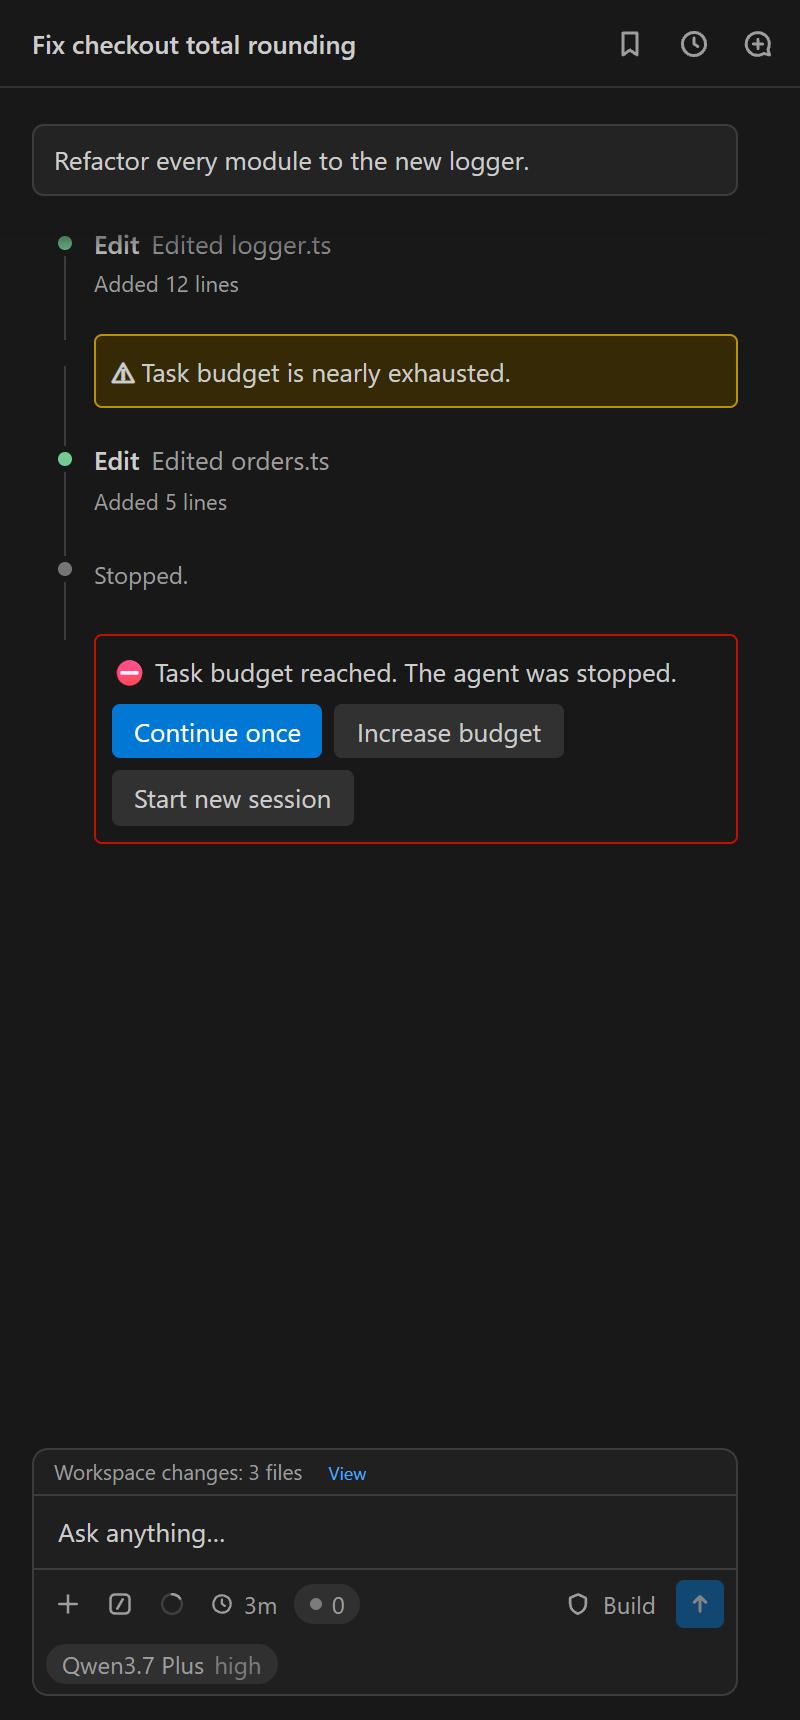 Fix checkout total rounding
Refactor every module to the new logger.
Edit Edited logger.ts
Added 12 lines
Task budget is nearly exhausted.
Edit Edited orders.ts
Added 5 lines
Stopped.
Task budget reached. The agent was stopped.
Continue once Increase budget
Start new session
Workspace changes: 3 files View
Ask anything...
3m 0 Build
Qwen3.7 Plus high